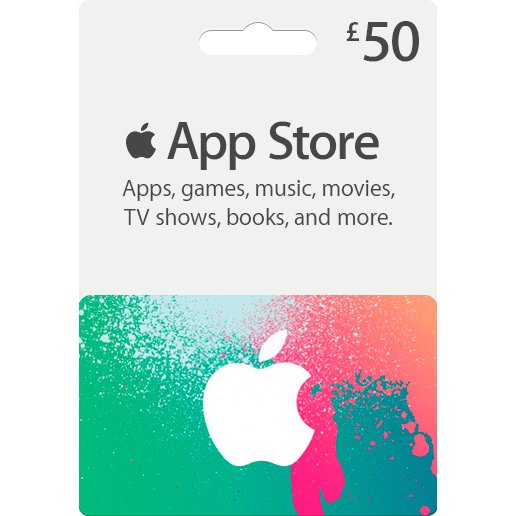 £50
App Store
Apps, games, music, movies,
TV shows, books, and more.